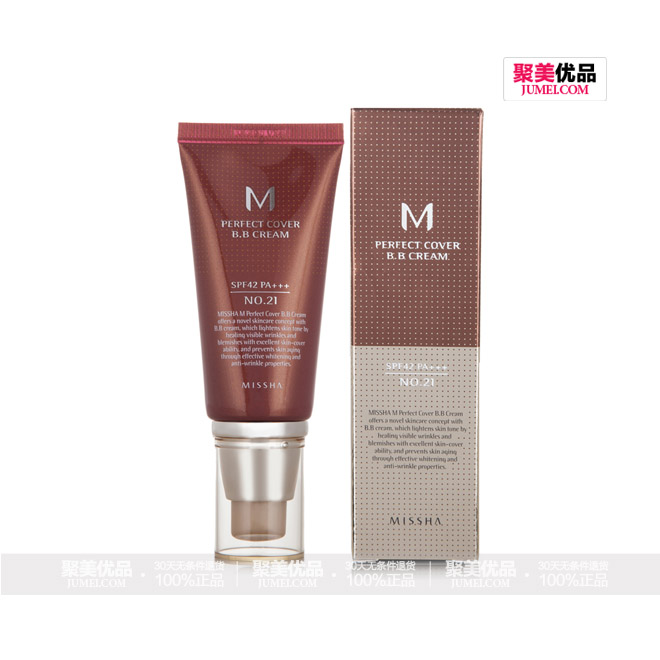 聚美优品
JUMEI.COM
M
PERFECT COVER
B.B CREAM
SPF42 PA+++
NO.21
MISSHA M Perfect Cover B.B Cream
offers a novel skincare concept with
B.B cream, which lightens skin tone by
healing visible wrinkles and
blemishes with excellent skin-cover
ability, and prevents skin aging
through effective whitening and
anti-wrinkle properties.
MISSHA
M
PERFECT COVER
B.B CREAM
SPF42 PA+++
NO.21
MISSHA M Perfect Cover B.B Cream
offers a novel skincare concept with
B.B cream, which lightens skin tone by
healing visible wrinkles and
blemishes with excellent skin-cover
ability, and prevents skin aging
through effective whitening and
anti-wrinkle properties.
MISSHA
聚美优品
JUMEI.COM
30天无条件退货
100%正品
聚美优品
JUMEI.COM
30天无条件退货
100%正品
聚美优品
JUMEI.COM
30天无条件退货
100%正品